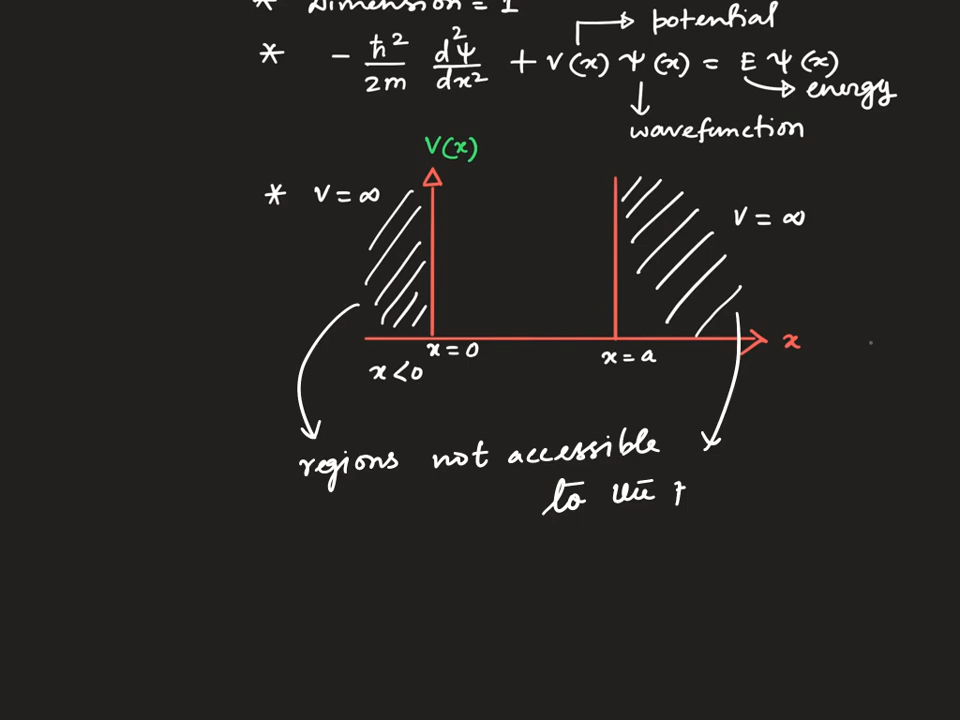 * Dimension = 1
potential
* - ħ²/2m d²ψ/dx² + V(x) ψ(x) = E ψ(x)
energy
wavefunction
V(x)
* V = ∞
V = ∞
x = 0
x = a
x
x < 0
regions not accessible
to the